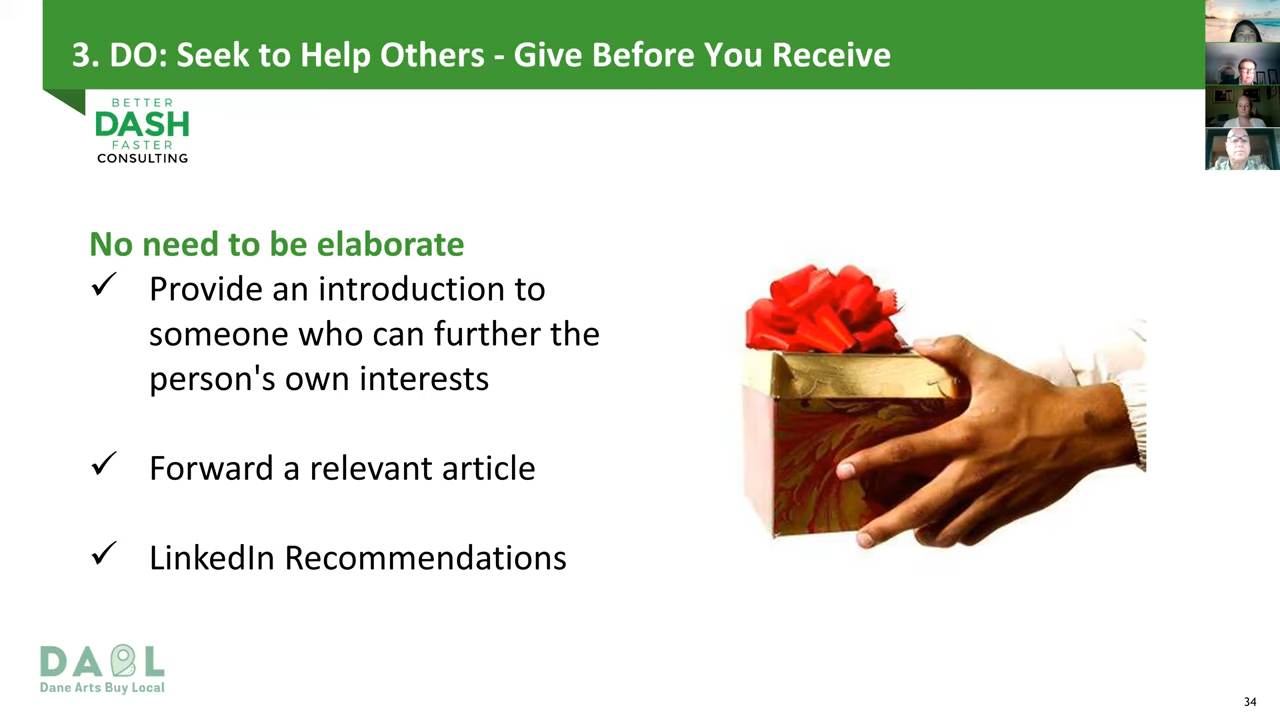 3. DO: Seek to Help Others - Give Before You Receive
BETTER
DASH
FASTER
CONSULTING
No need to be elaborate
✓ Provide an introduction to
someone who can further the
person's own interests
✓ Forward a relevant article
✓ LinkedIn Recommendations
DABL
Dane Arts Buy Local
34